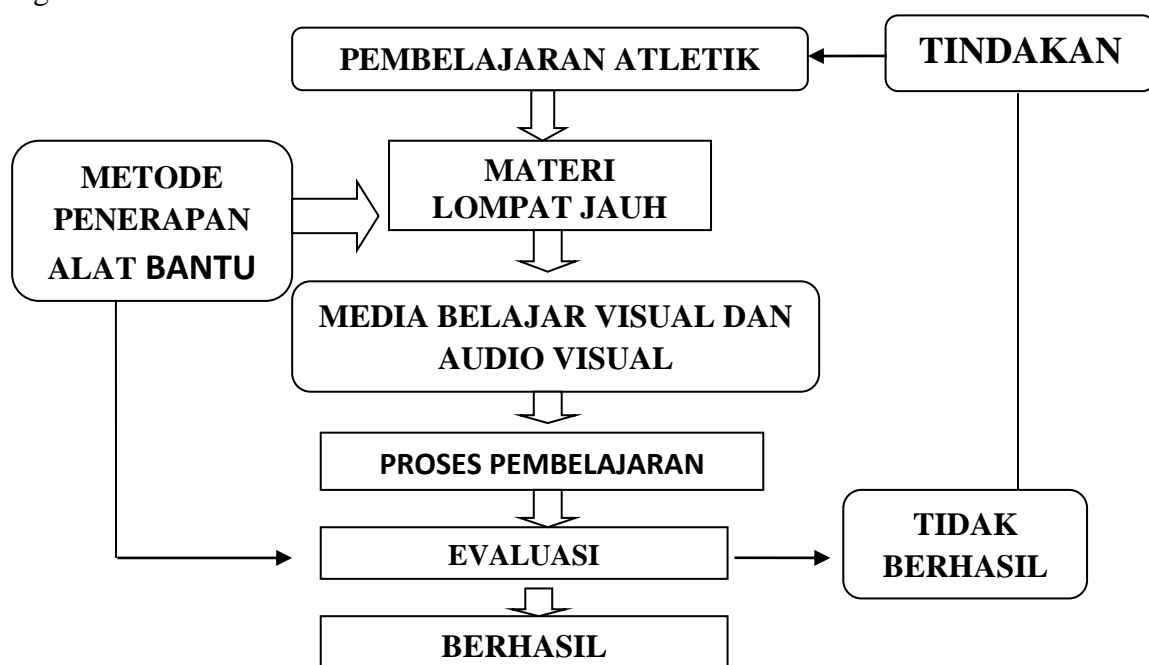 PEMBELAJARAN ATLETIK
TINDAKAN
METODE
PENERAPAN
ALAT BANTU
MATERI
LOMPAT JAUH
MEDIA BELAJAR VISUAL DAN
AUDIO VISUAL
PROSES PEMBELAJARAN
EVALUASI
TIDAK
BERHASIL
BERHASIL